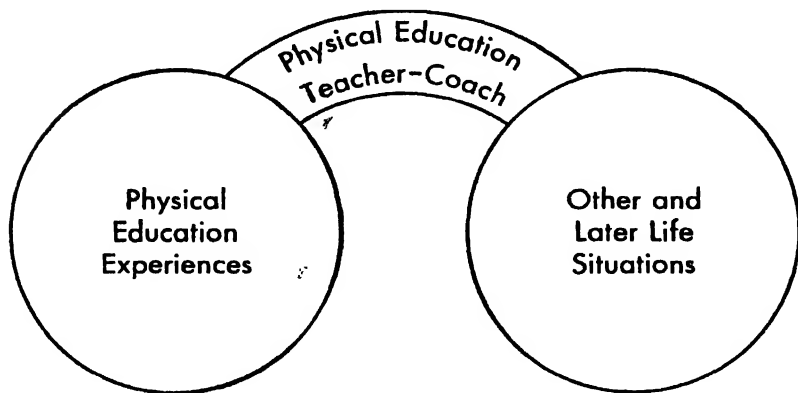 Physical Education
Teacher-Coach
Physical
Education
Experiences
Other and
Later Life
Situations